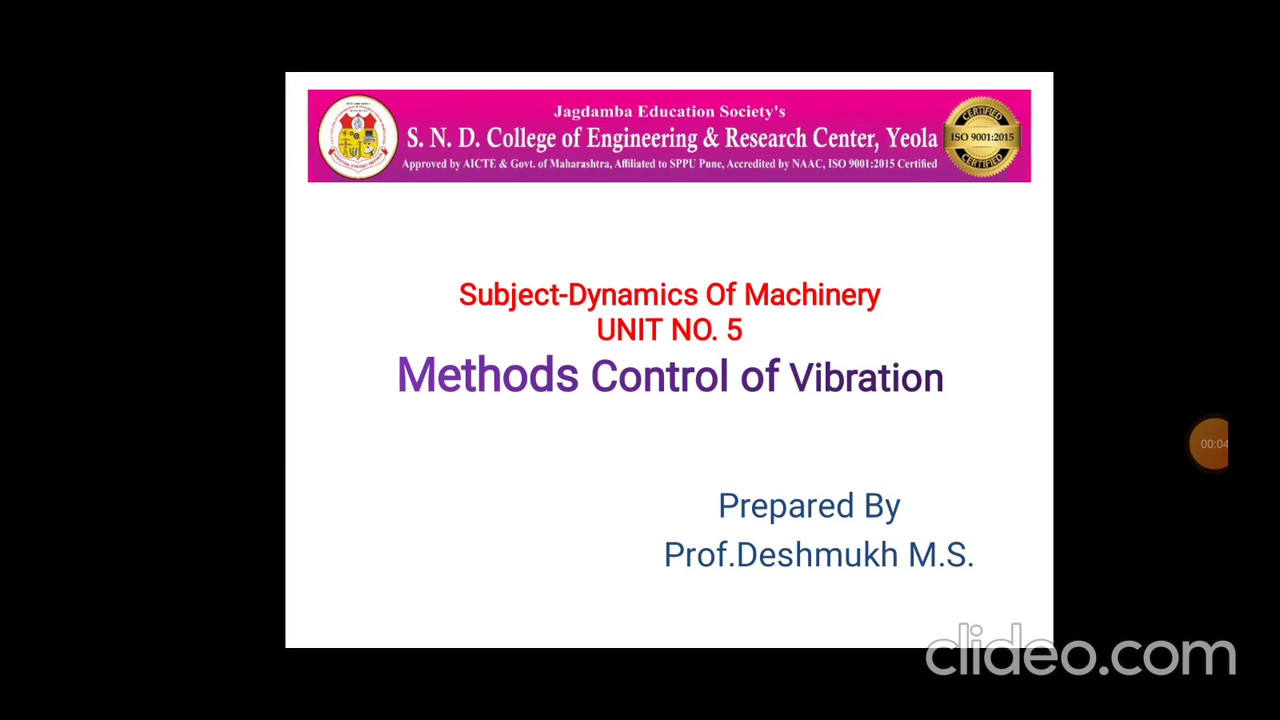 Jagdamba Education Society's
S. N. D. College of Engineering & Research Center, Yeola
Approved by AICTE & Govt. of Maharashtra, Affiliated to SPPU Pune, Accredited by NAAC, ISO 9001:2015 Certified
CERTIFIED
ISO 9001:2015
CERTIFIED
Subject-Dynamics Of Machinery
UNIT NO. 5
Methods Control of Vibration
00:04
Prepared By
Prof.Deshmukh M.S.
clideo.com